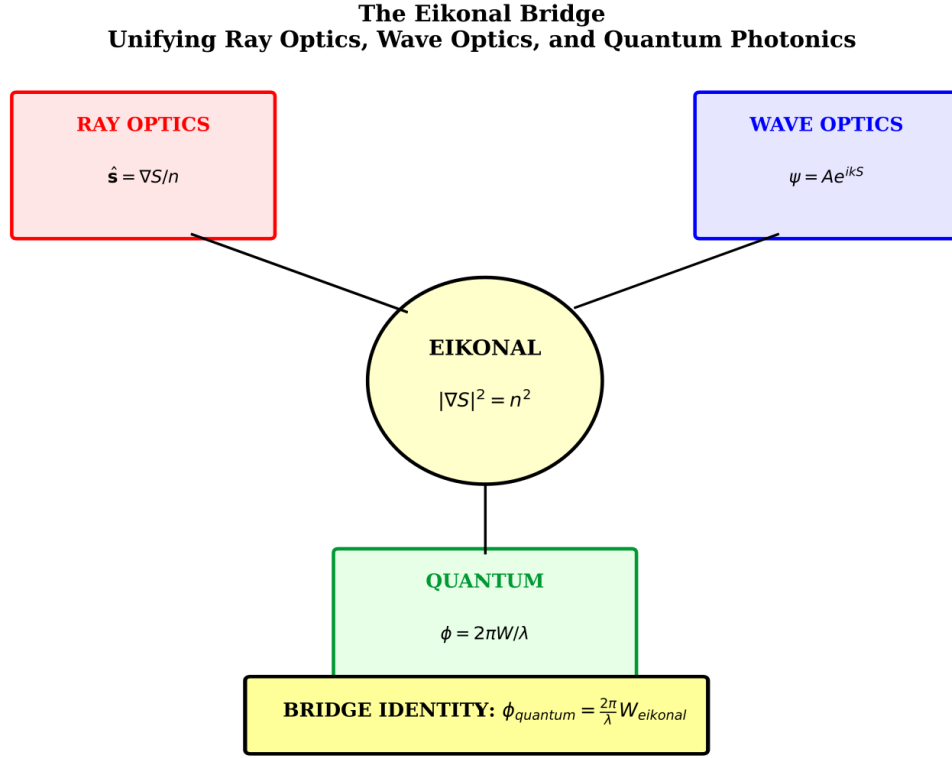 The Eikonal Bridge
Unifying Ray Optics, Wave Optics, and Quantum Photonics
RAY OPTICS
ŝ = ∇S/n
WAVE OPTICS
ψ = Ae^{ikS}
EIKONAL
|∇S|² = n²
QUANTUM
ϕ = 2πW/λ
BRIDGE IDENTITY: ϕ_{quantum} = \frac{2π}{λ} W_{eikonal}